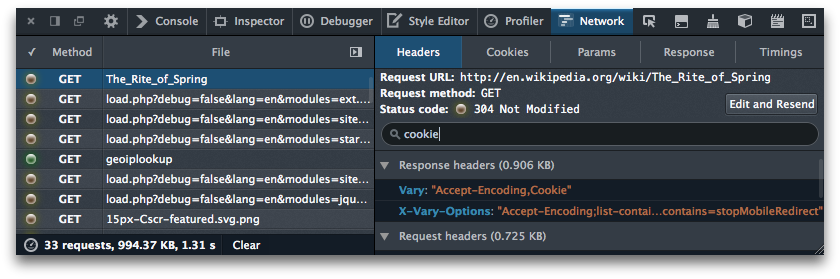 Console Inspector Debugger Style Editor Profiler Network
✓ Method File
Headers Cookies Params Response Timings
GET The_Rite_of_Spring
GET load.php?debug=false&lang=en&modules=ext....
GET load.php?debug=false&lang=en&modules=site...
GET load.php?debug=false&lang=en&modules=star...
GET geoiplookup
GET load.php?debug=false&lang=en&modules=site...
GET load.php?debug=false&lang=en&modules=jqu...
GET 15px-Cscr-featured.svg.png
33 requests, 994.37 KB, 1.31 s Clear
Request URL: http://en.wikipedia.org/wiki/The_Rite_of_Spring
Request method: GET
Status code: 304 Not Modified
Edit and Resend
cookie
Response headers (0.906 KB)
Vary: "Accept-Encoding,Cookie"
X-Vary-Options: "Accept-Encoding;list-contai...contains=stopMobileRedirect"
Request headers (0.725 KB)